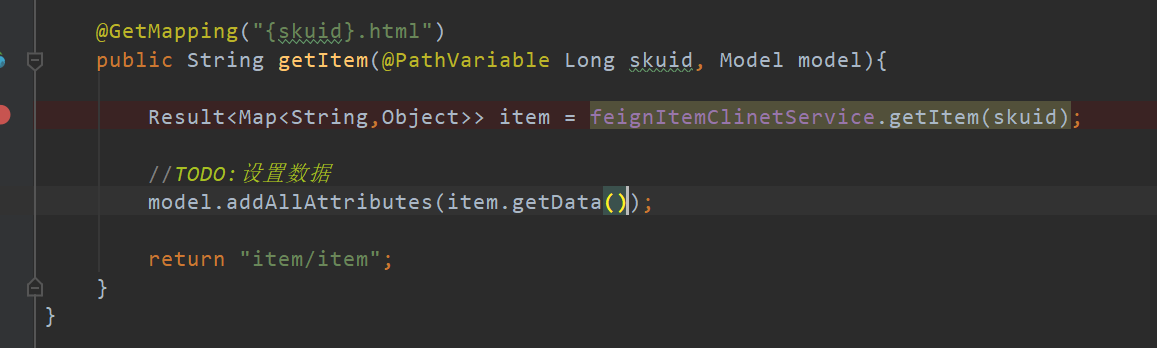 @GetMapping("{skuid}.html")
public String getItem(@PathVariable Long skuid, Model model){
Result<Map<String,Object>> item = feignItemClinetService.getItem(skuid);
//TODO:设置数据
model.addAllAttributes(item.getData());
return "item/item";
}
}